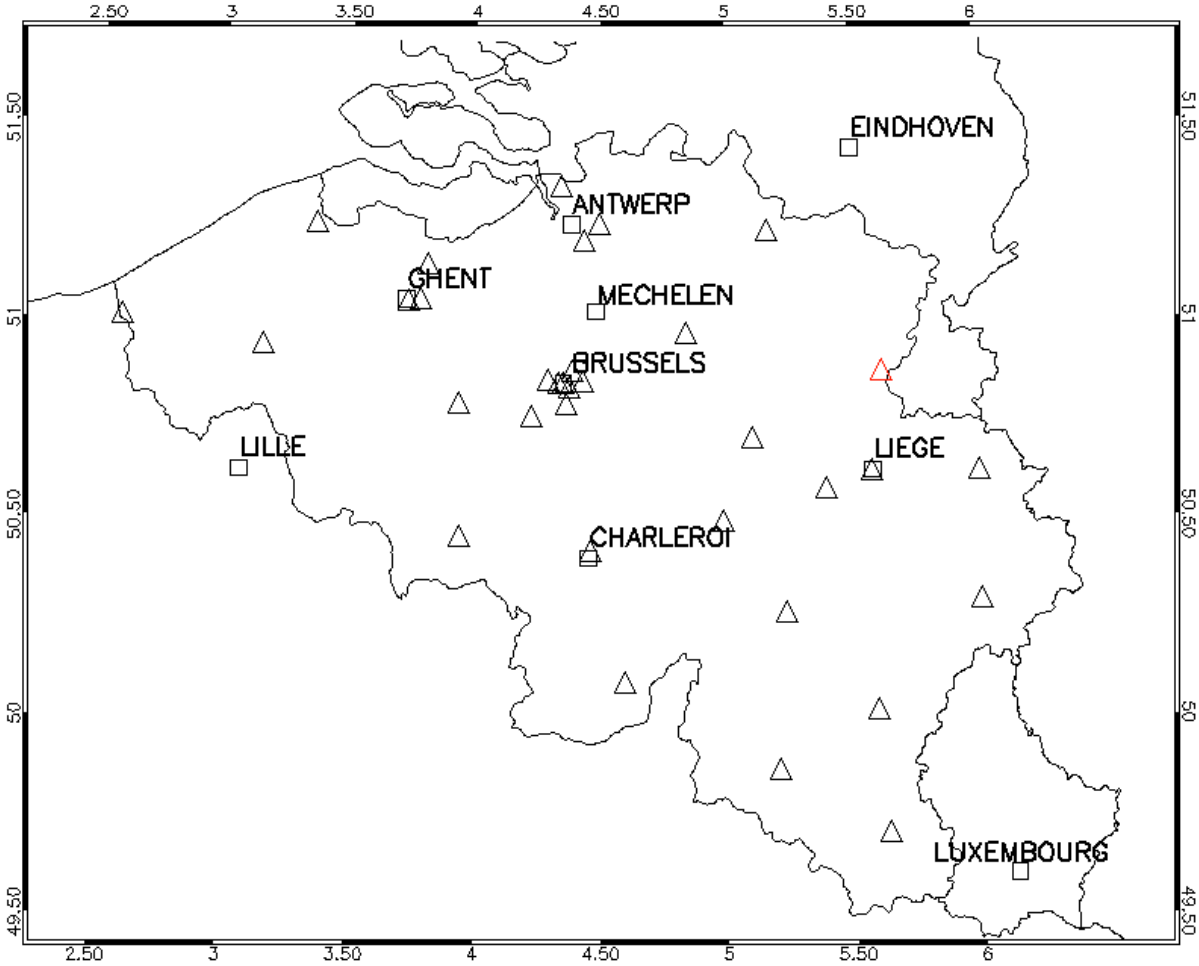 2.50 3 3.50 4 4.50 5 5.50 6
51.50 51.50
EINDHOVEN
ANTWERP
GHENT
MECHELEN
51 51
BRUSSELS
LILLE LIEGE
50.50 50.50
CHARLEROI
50 50
LUXEMBOURG
49.50 49.50
2.50 3 3.50 4 4.50 5 5.50 6